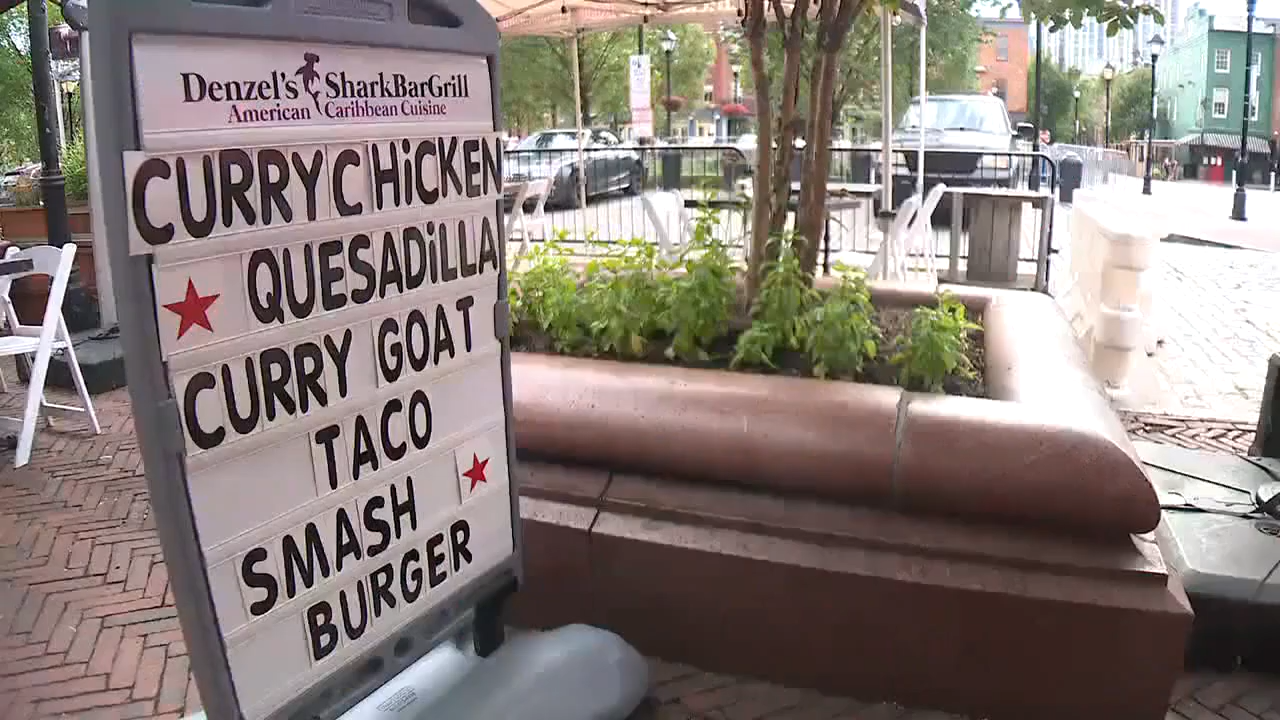 Denzel's SharkBarGrill
American Caribbean Cuisine
CURRY CHiCKEN
QUESADiLLA
CURRY GOAT
TACO
SMASH
BURGER